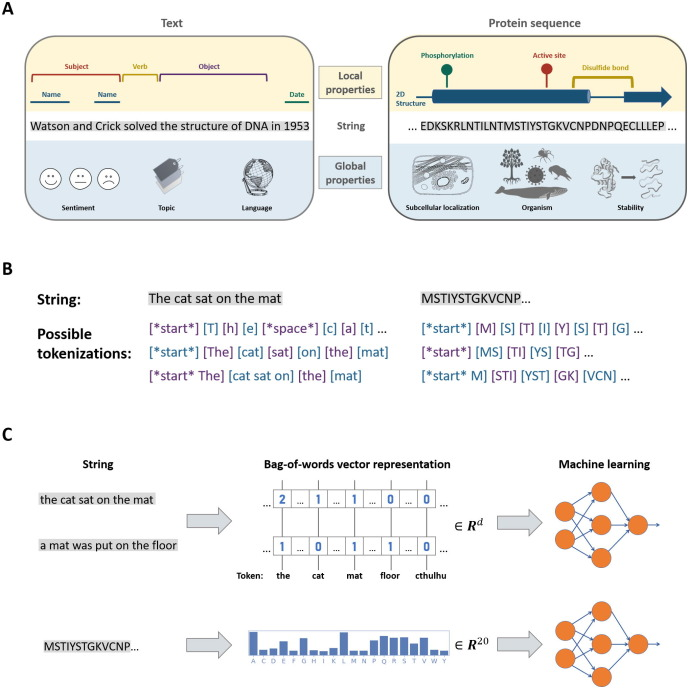 A
Text
Protein sequence
Subject Verb Object
Name Name Date
Local properties
Phosphorylation Active site
Disulfide bond
2D Structure
Watson and Crick solved the structure of DNA in 1953
String
... EDKSKRLNTILNTMSTIYSTGKVCNPDNPQECLLLEP ...
Global properties
Sentiment Topic Language
Subcellular localization Organism Stability
B
String: The cat sat on the mat MSTIYSTGKVCNP...
Possible tokenizations:
[*start*] [T] [h] [e] [*space*] [c] [a] [t] ... [*start*] [M] [S] [T] [I] [Y] [S] [T] [G] ...
[*start*] [The] [cat] [sat] [on] [the] [mat] [*start*] [MS] [TI] [YS] [TG] ...
[*start* The] [cat sat on] [the] [mat] [*start* M] [STI] [YST] [GK] [VCN] ...
C
String Bag-of-words vector representation Machine learning
the cat sat on the mat
... 2 ... 1 ... 1 ... 0 ... 0 ...
∈ R^d
a mat was put on the floor
... 1 ... 0 ... 1 ... 1 ... 0 ...
Token: the cat mat floor cthulhu
MSTIYSTGKVCNP...
A C D E F G H I K L M N P Q R S T V W Y
∈ R^20